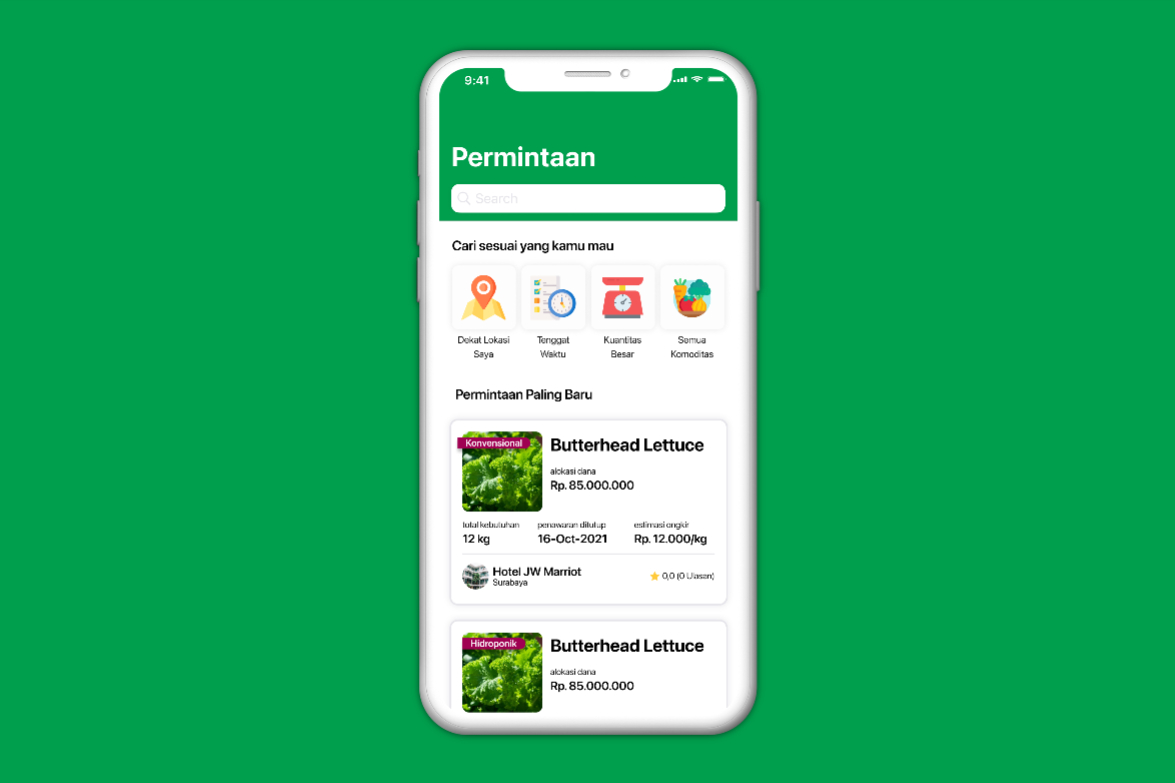 9:41
Permintaan
Search
Cari sesuai yang kamu mau
Dekat Lokasi Saya
Tenggat Waktu
Kuantitas Besar
Semua Komoditas
Permintaan Paling Baru
Konvensional
Butterhead Lettuce
alokasi dana
Rp. 85.000.000
total kebutuhan
12 kg
penawaran ditutup
16-Oct-2021
estimasi ongkir
Rp. 12.000/kg
Hotel JW Marriot
Surabaya
0,0 (0 Ulasan)
Hidroponik
Butterhead Lettuce
alokasi dana
Rp. 85.000.000